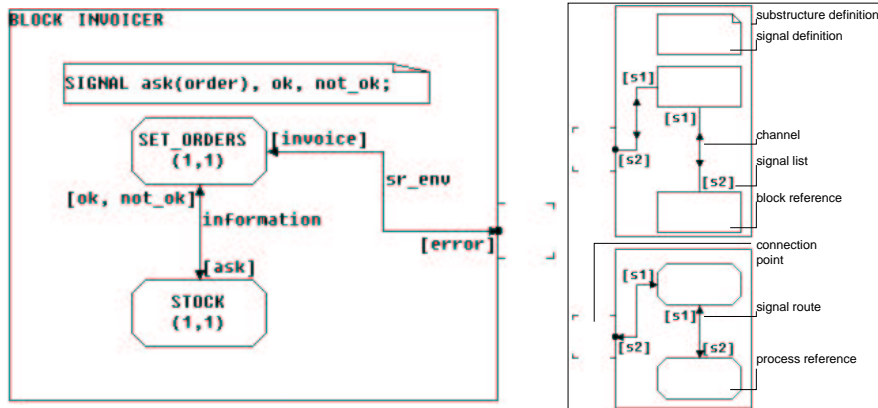 BLOCK INVOICER
SIGNAL ask(order), ok, not_ok;
SET_ORDERS
(1,1)
[invoice]
sr_env
[ok, not_ok]
information
[error]
[ask]
STOCK
(1,1)
substructure definition
signal definition
[s1]
[s1]
channel
[s2]
signal list
[s2]
block reference
connection
point
[s1]
signal route
[s1]
[s2]
[s2]
process reference